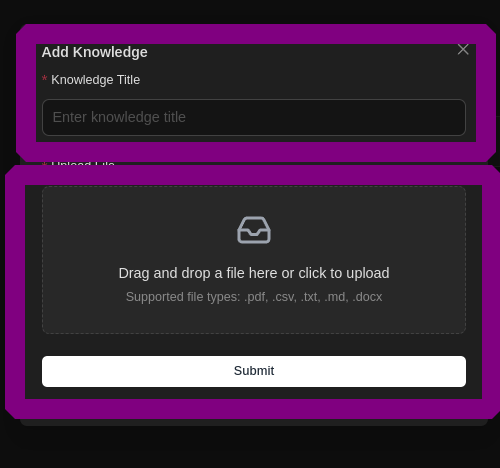 Add Knowledge
* Knowledge Title
Enter knowledge title
* Upload File
Drag and drop a file here or click to upload
Supported file types: .pdf, .csv, .txt, .md, .docx
Submit